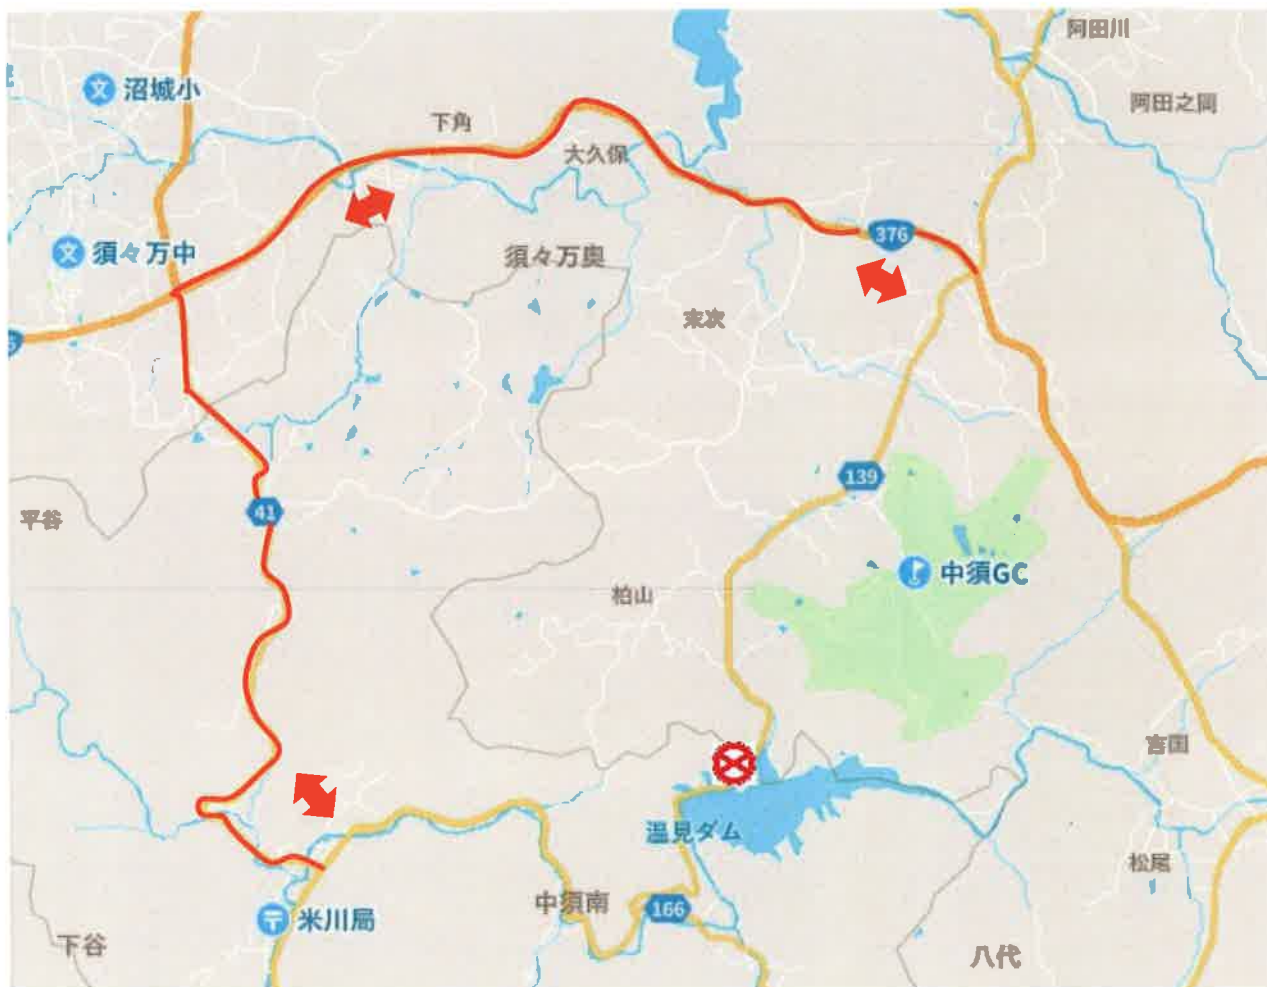 阿田川
沼城小
阿田之岡
下角
大久保
376
須々万中
須々万奥
末次
139
41
平谷
中須GC
柏山
吉国
温見ダム
松尾
中須南
166
米川局
下谷
八代